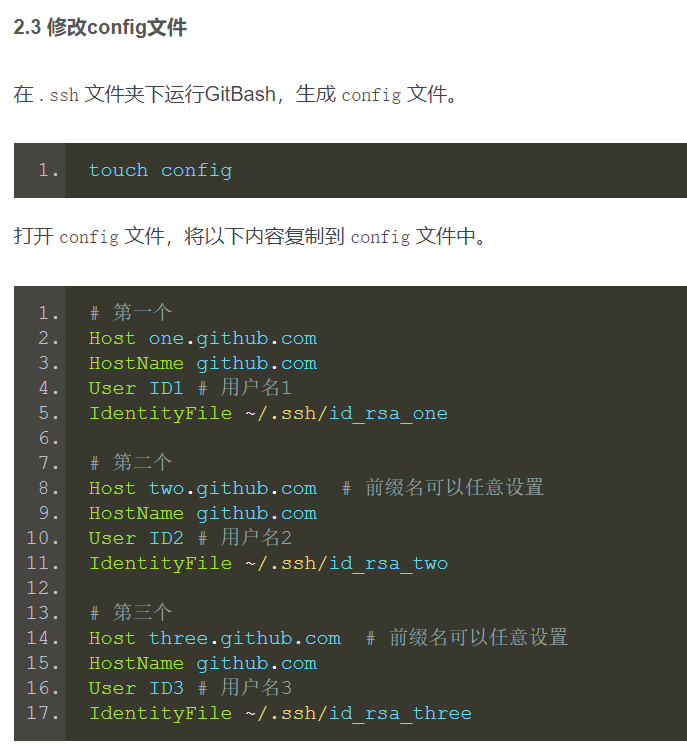 2.3 修改config文件
在 .ssh 文件夹下运行GitBash，生成 config 文件。
1. touch config
打开 config 文件，将以下内容复制到 config 文件中。
1. # 第一个
2. Host one.github.com
3. HostName github.com
4. User ID1 # 用户名1
5. IdentityFile ~/.ssh/id_rsa_one
6.
7. # 第二个
8. Host two.github.com  # 前缀名可以任意设置
9. HostName github.com
10. User ID2 # 用户名2
11. IdentityFile ~/.ssh/id_rsa_two
12.
13. # 第三个
14. Host three.github.com  # 前缀名可以任意设置
15. HostName github.com
16. User ID3 # 用户名3
17. IdentityFile ~/.ssh/id_rsa_three